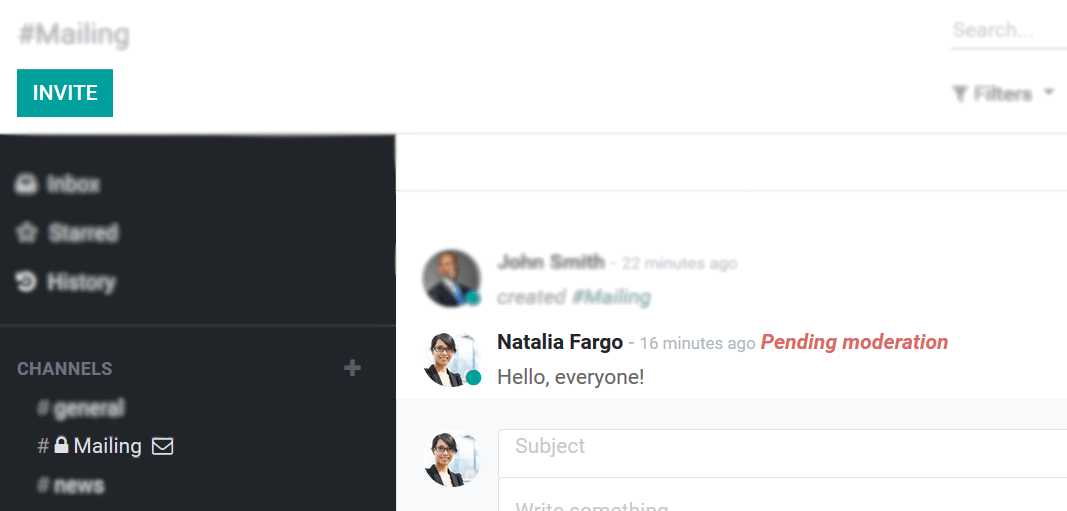 #Mailing
Search...
INVITE
Filters
Inbox
Starred
History
John Smith - 22 minutes ago
created #Mailing
Natalia Fargo - 16 minutes ago Pending moderation
Hello, everyone!
CHANNELS +
# general
# Mailing
# news
Subject
Write something